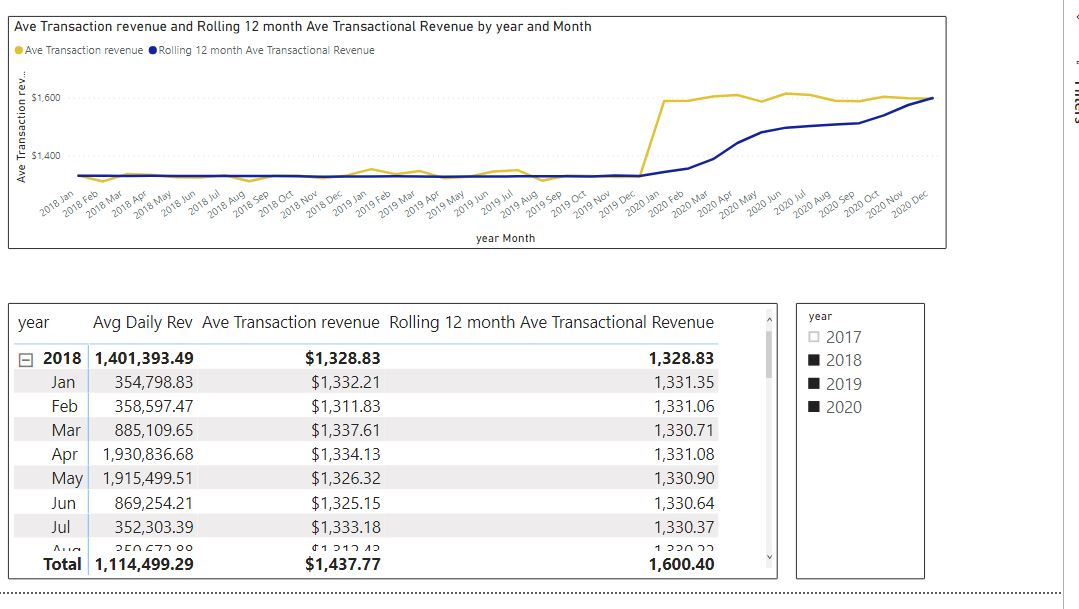 Ave Transaction revenue and Rolling 12 month Ave Transactional Revenue by year and Month
Ave Transaction revenue Rolling 12 month Ave Transactional Revenue
Ave Transaction rev...
$1,600
$1,400
2018 Jan 2018 Feb 2018 Mar 2018 Apr 2018 May 2018 Jun 2018 Jul 2018 Aug 2018 Sep 2018 Oct 2018 Nov 2018 Dec 2019 Jan 2019 Feb 2019 Mar 2019 Apr 2019 May 2019 Jun 2019 Jul 2019 Aug 2019 Sep 2019 Oct 2019 Nov 2019 Dec 2020 Jan 2020 Feb 2020 Mar 2020 Apr 2020 May 2020 Jun 2020 Jul 2020 Aug 2020 Sep 2020 Oct 2020 Nov 2020 Dec
year Month
year Avg Daily Rev Ave Transaction revenue Rolling 12 month Ave Transactional Revenue
2018 1,401,393.49 $1,328.83 1,328.83
Jan 354,798.83 $1,332.21 1,331.35
Feb 358,597.47 $1,311.83 1,331.06
Mar 885,109.65 $1,337.61 1,330.71
Apr 1,930,836.68 $1,334.13 1,331.08
May 1,915,499.51 $1,326.32 1,330.90
Jun 869,254.21 $1,325.15 1,330.64
Jul 352,303.39 $1,333.18 1,330.37
Total 1,114,499.29 $1,437.77 1,600.40
year
2017
2018
2019
2020